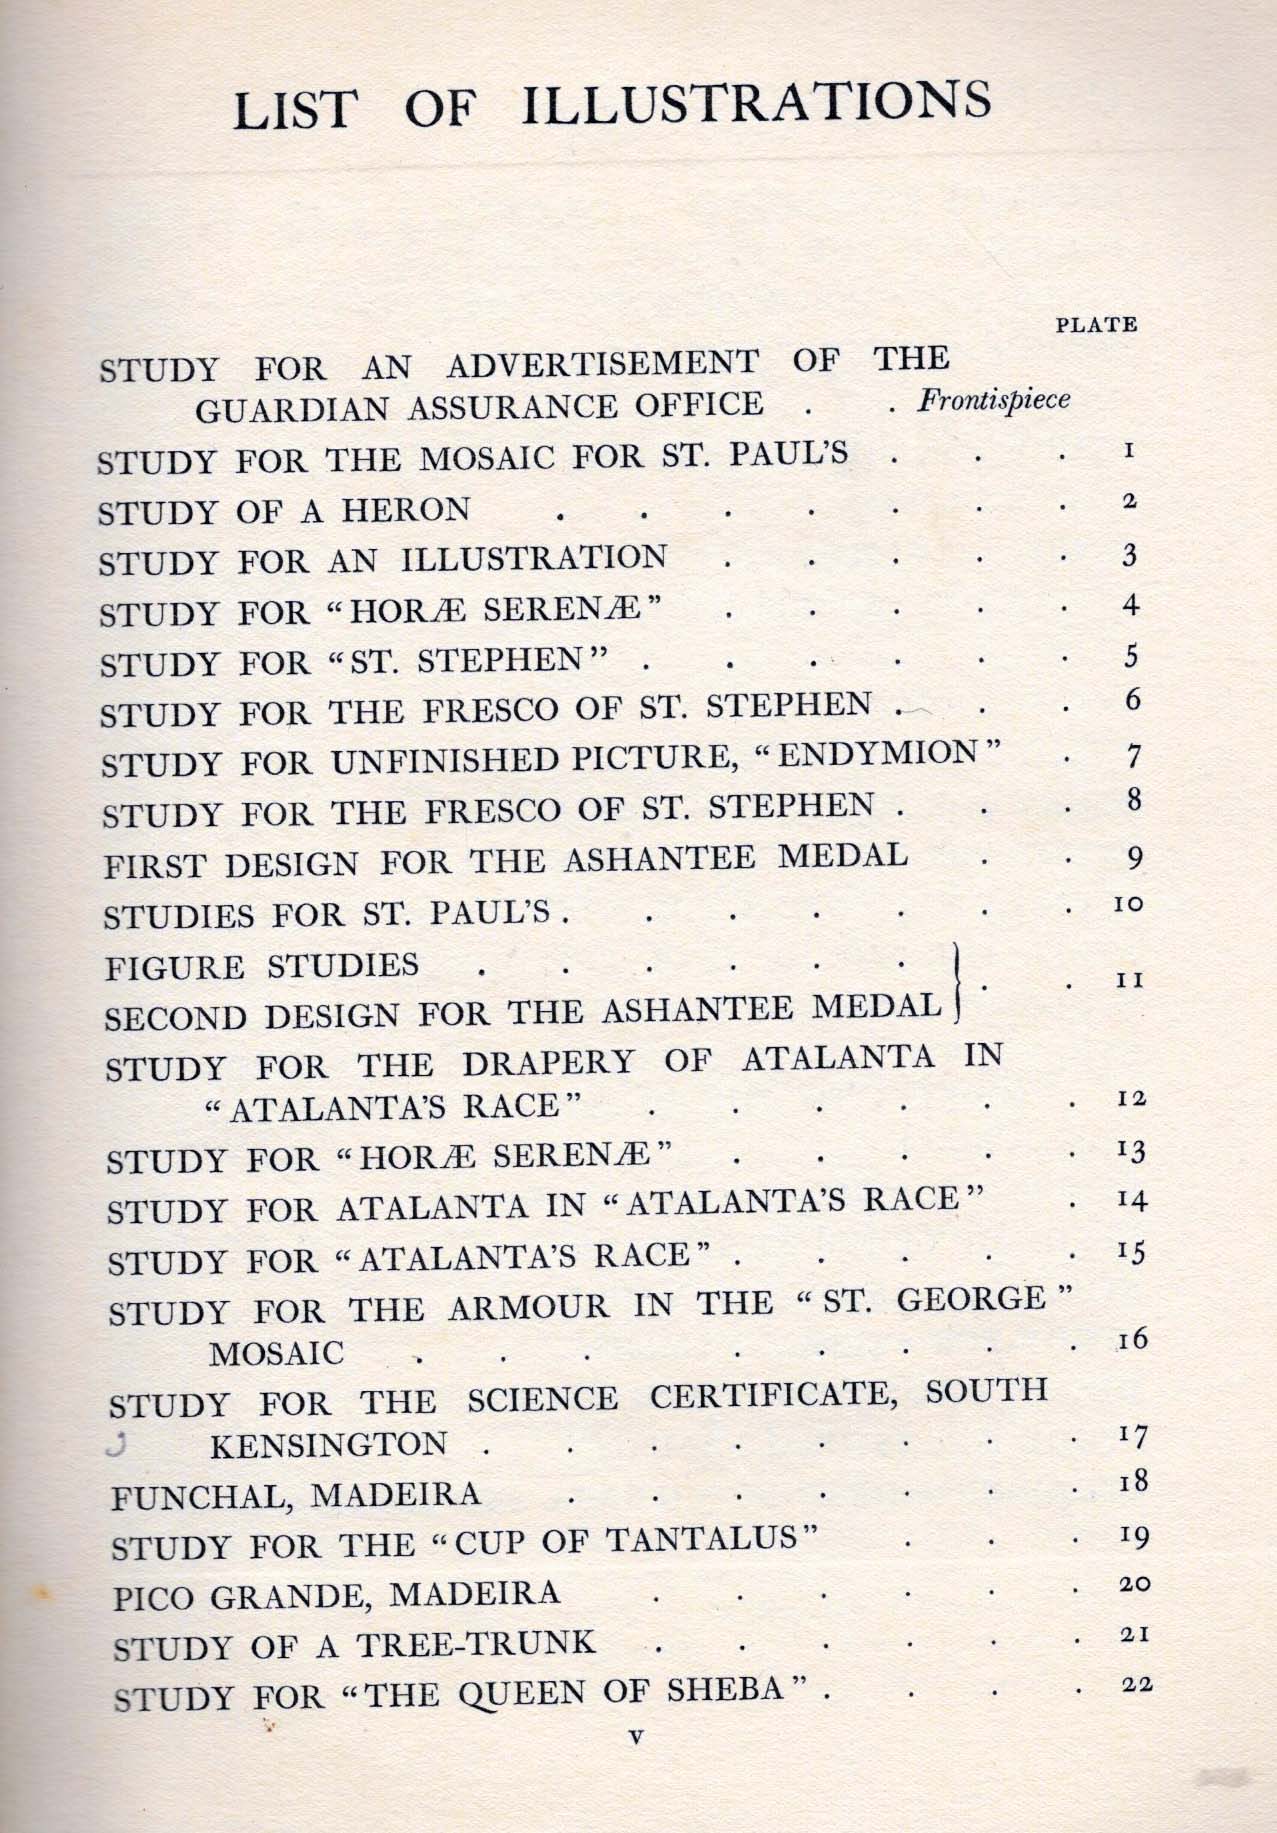 LIST OF ILLUSTRATIONS
PLATE
STUDY FOR AN ADVERTISEMENT OF THE
GUARDIAN ASSURANCE OFFICE . . Frontispiece
STUDY FOR THE MOSAIC FOR ST. PAUL'S . . . 1
STUDY OF A HERON . . . . . . . 2
STUDY FOR AN ILLUSTRATION . . . . . 3
STUDY FOR “HORÆ SERENÆ” . . . . . 4
STUDY FOR “ST. STEPHEN” . . . . . . 5
STUDY FOR THE FRESCO OF ST. STEPHEN . . . 6
STUDY FOR UNFINISHED PICTURE, “ENDYMION” . 7
STUDY FOR THE FRESCO OF ST. STEPHEN . . . 8
FIRST DESIGN FOR THE ASHANTEE MEDAL . . 9
STUDIES FOR ST. PAUL'S . . . . . . . 10
FIGURE STUDIES . . . . . . } . . 11
SECOND DESIGN FOR THE ASHANTEE MEDAL
STUDY FOR THE DRAPERY OF ATALANTA IN
“ATALANTA'S RACE” . . . . . . 12
STUDY FOR “HORÆ SERENÆ” . . . . . 13
STUDY FOR ATALANTA IN “ATALANTA'S RACE” . 14
STUDY FOR “ATALANTA'S RACE” . . . . . 15
STUDY FOR THE ARMOUR IN THE “ST. GEORGE”
MOSAIC . . . . . . . . 16
STUDY FOR THE SCIENCE CERTIFICATE, SOUTH
KENSINGTON . . . . . . . . 17
FUNCHAL, MADEIRA . . . . . . . 18
STUDY FOR THE “CUP OF TANTALUS” . . . 19
PICO GRANDE, MADEIRA . . . . . . 20
STUDY OF A TREE-TRUNK . . . . . . 21
STUDY FOR “THE QUEEN OF SHEBA” . . . . 22
v